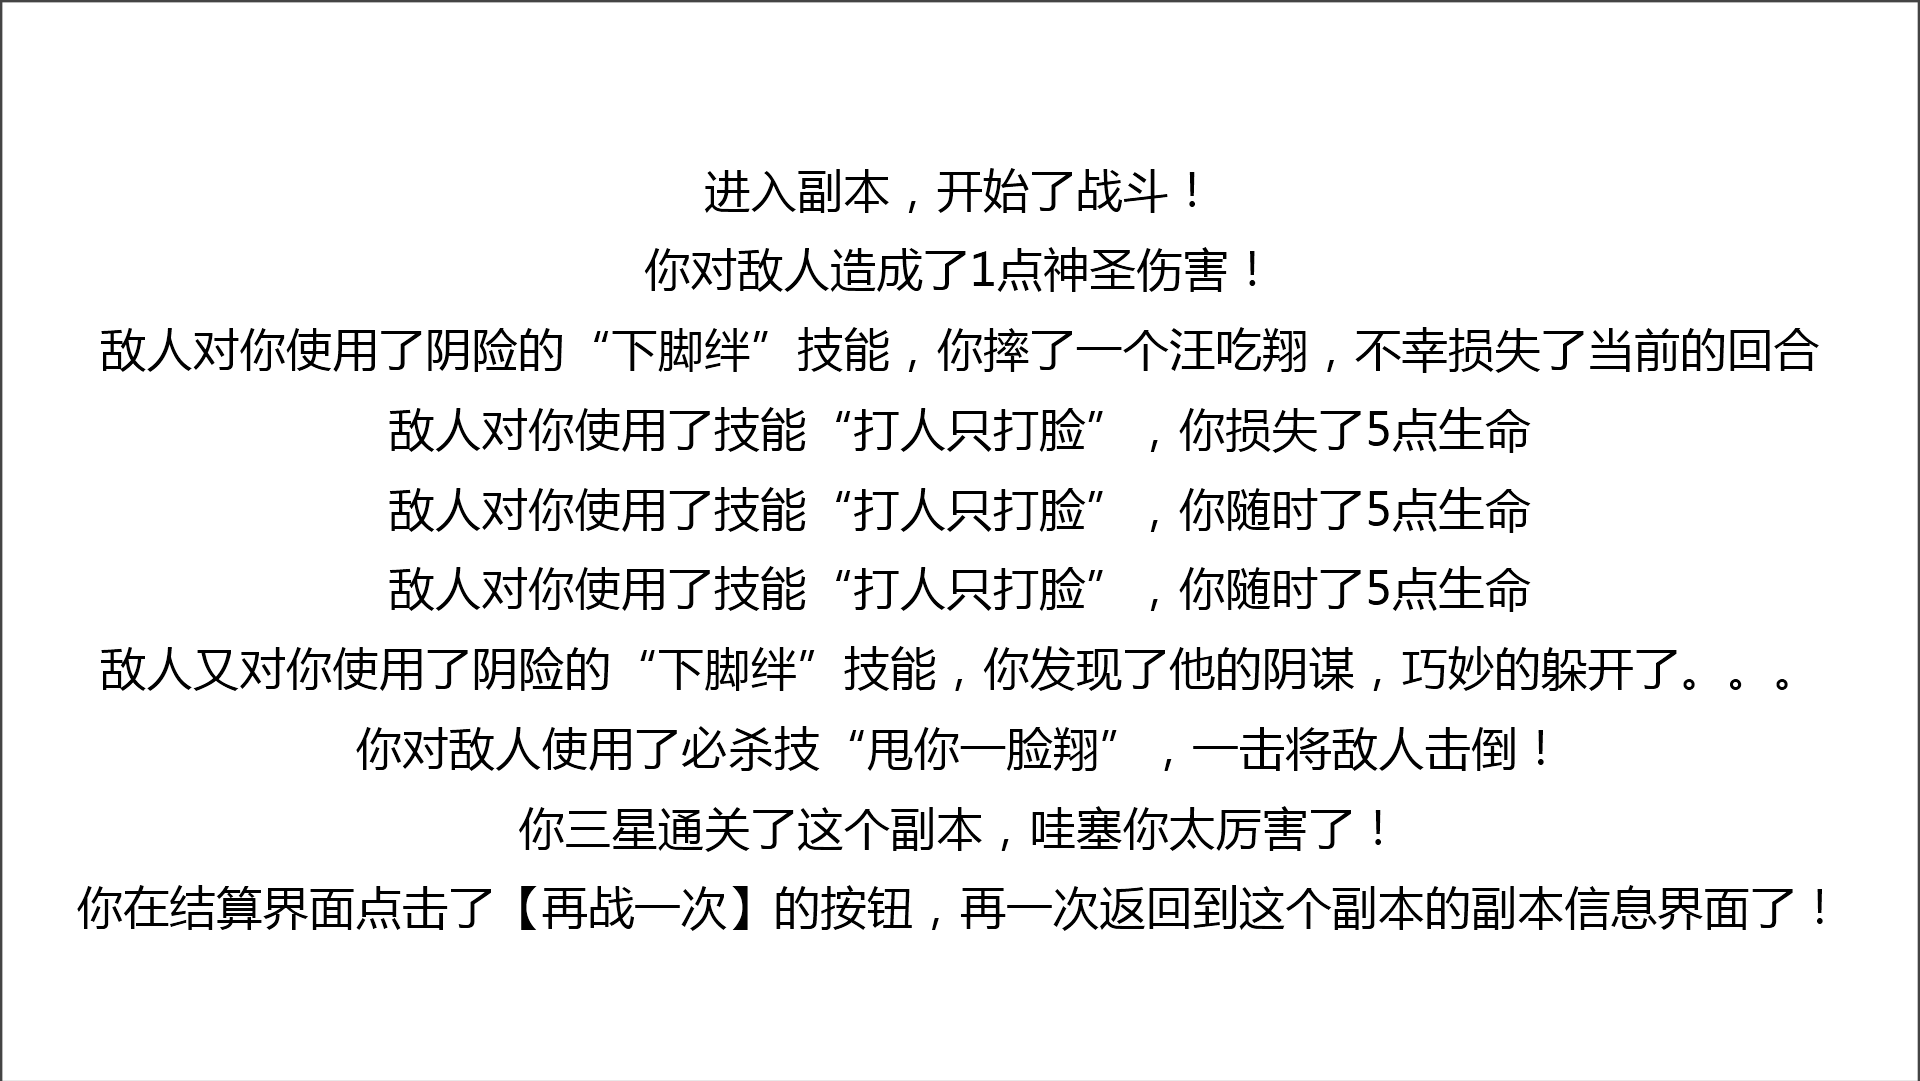 进入副本，开始了战斗！
你对敌人造成了1点神圣伤害！
敌人对你使用了阴险的“下脚绊”技能，你摔了一个汪吃翔，不幸损失了当前的回合
敌人对你使用了技能“打人只打脸”，你损失了5点生命
敌人对你使用了技能“打人只打脸”，你随时了5点生命
敌人对你使用了技能“打人只打脸”，你随时了5点生命
敌人又对你使用了阴险的“下脚绊”技能，你发现了他的阴谋，巧妙的躲开了。。。
你对敌人使用了必杀技“甩你一脸翔”，一击将敌人击倒！
你三星通关了这个副本，哇塞你太厉害了！
你在结算界面点击了【再战一次】的按钮，再一次返回到这个副本的副本信息界面了！